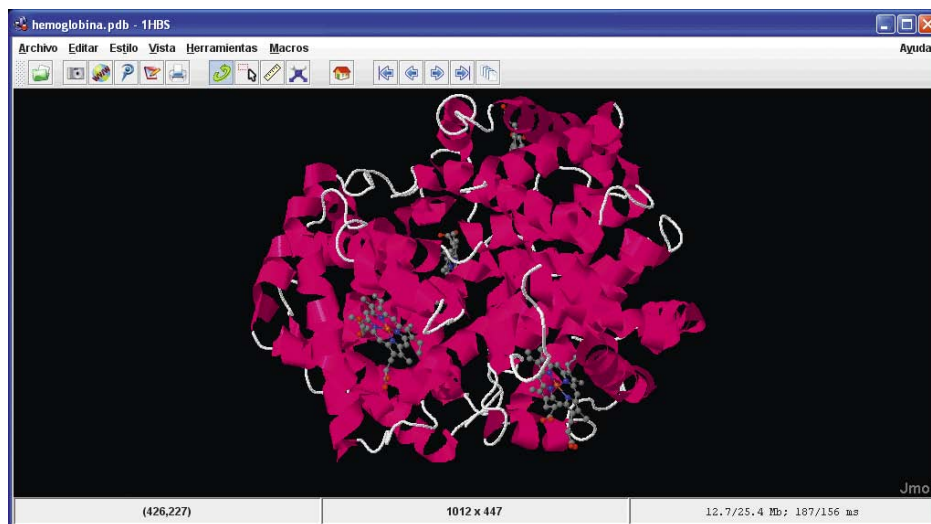 hemoglobina.pdb - 1HBS
Archivo Editar Estilo Vista Herramientas Macros Ayuda
Jmo
(426,227) 1012 x 447 12.7/25.4 Mb; 187/156 ms